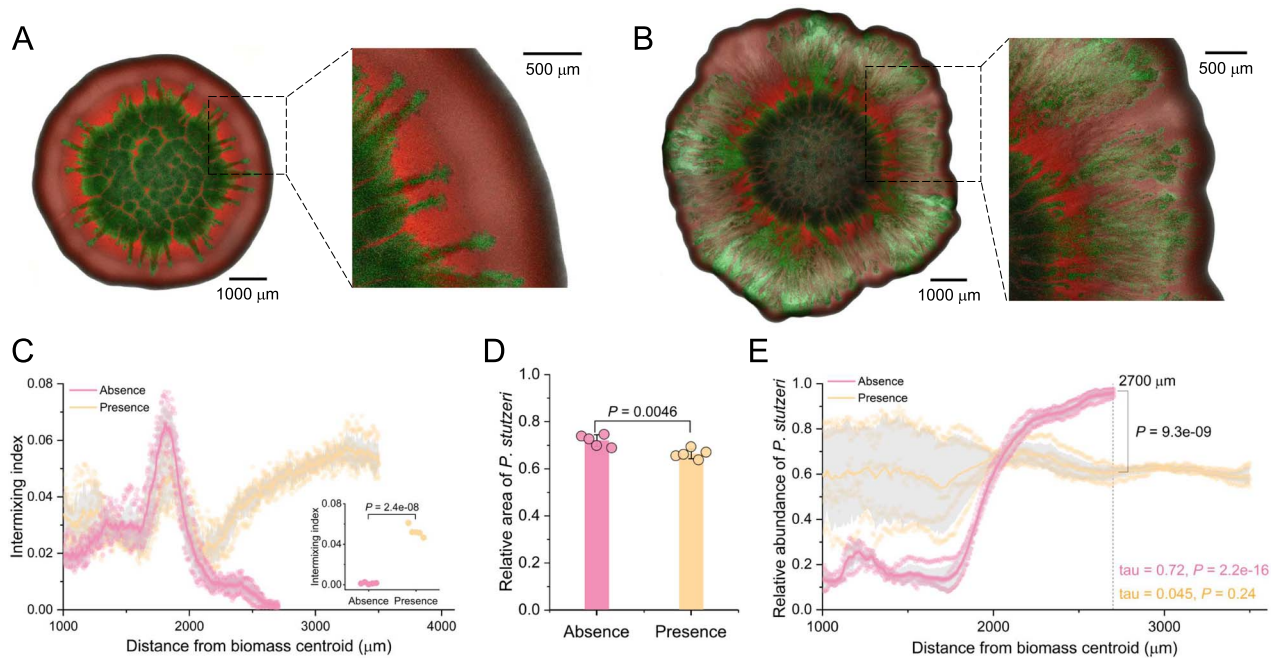 A
500 μm
1000 μm
B
500 μm
1000 μm
C
Absence
Presence
Intermixing index
0.08
0.06
0.04
0.02
0.00
1000
2000
3000
4000
Distance from biomass centroid (μm)
Intermixing index
0.08
0.04
0.00
P = 2.4e-08
Absence
Presence
D
Relative area of P. stutzeri
1.0
0.8
0.6
0.4
0.2
0.0
P = 0.0046
Absence
Presence
E
Absence
Presence
Relative abundance of P. stutzeri
1.0
0.8
0.6
0.4
0.2
0.0
2700 μm
P = 9.3e-09
tau = 0.72, P = 2.2e-16
tau = 0.045, P = 0.24
1000
2000
3000
Distance from biomass centroid (μm)